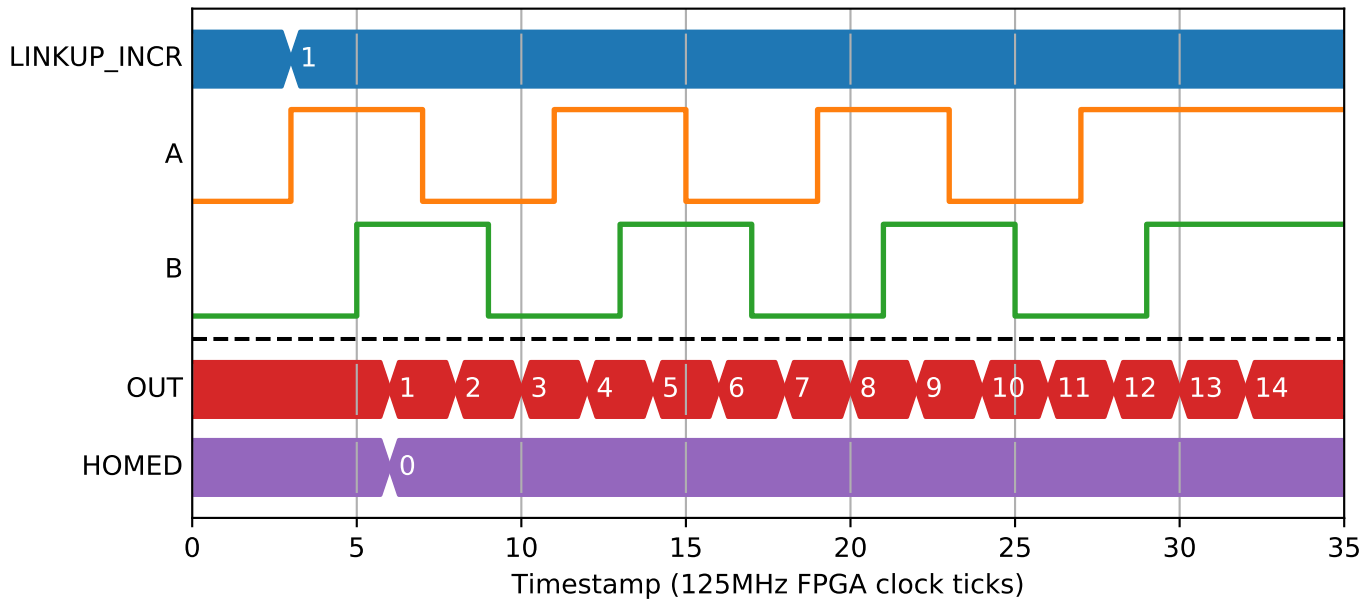 LINKUP_INCR 1
A
B
OUT 1 2 3 4 5 6 7 8 9 10 11 12 13 14
HOMED 0
0 5 10 15 20 25 30 35
Timestamp (125MHz FPGA clock ticks)